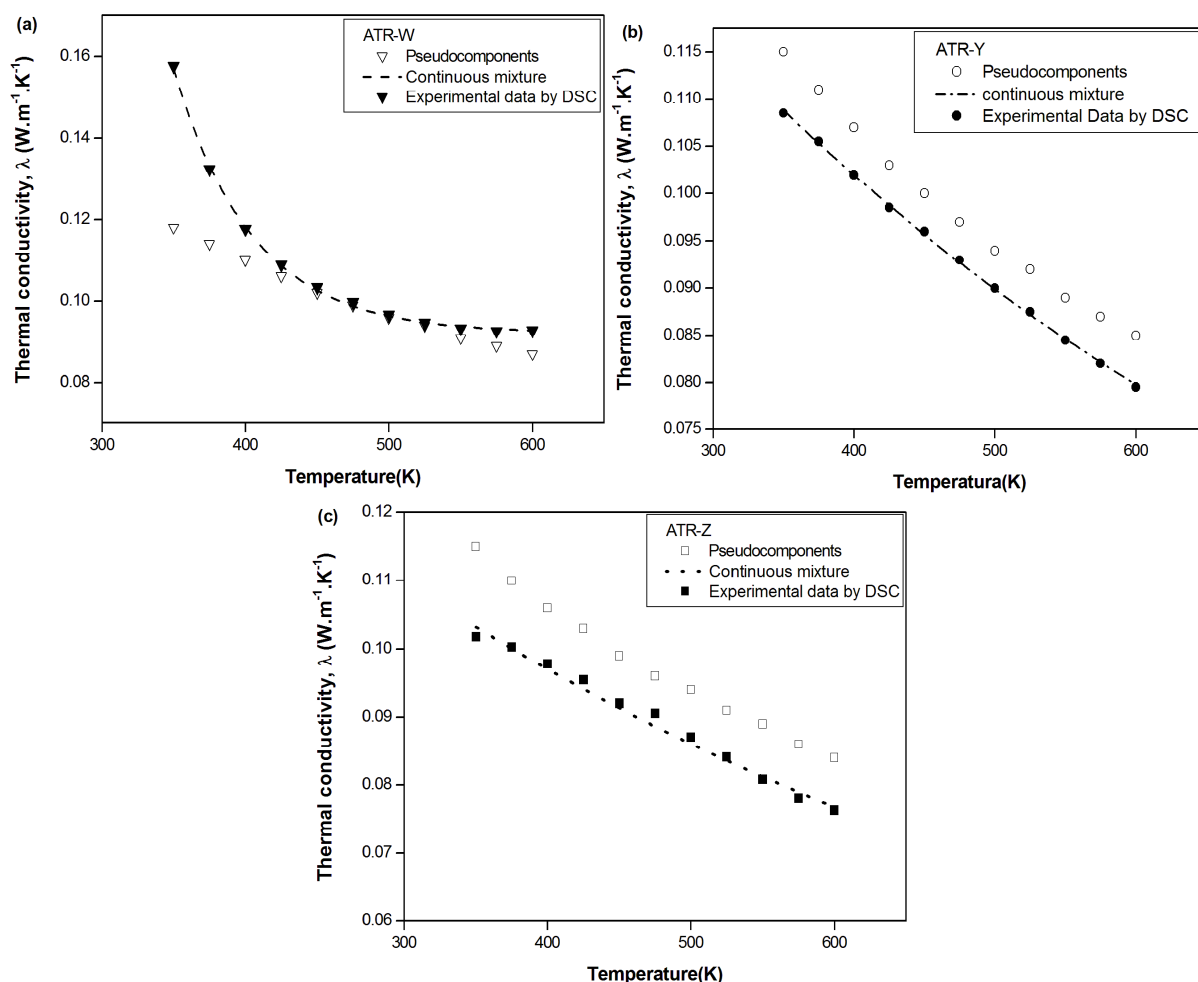 (a)
ATR-W
Pseudocomponents
Continuous mixture
Experimental data by DSC
0.16
0.14
0.12
0.10
0.08
Thermal conductivity, λ (W.m⁻¹.K⁻¹)
300
400
500
600
Temperature(K)
(b)
ATR-Y
Pseudocomponents
continuous mixture
Experimental Data by DSC
0.115
0.110
0.105
0.100
0.095
0.090
0.085
0.080
0.075
Thermal conductivity, λ (W.m⁻¹.K⁻¹)
300
400
500
600
Temperatura(K)
(c)
ATR-Z
Pseudocomponents
Continuous mixture
Experimental data by DSC
0.12
0.11
0.10
0.09
0.08
0.07
0.06
Thermal conductivity, λ (W.m⁻¹.K⁻¹)
300
400
500
600
Temperature(K)